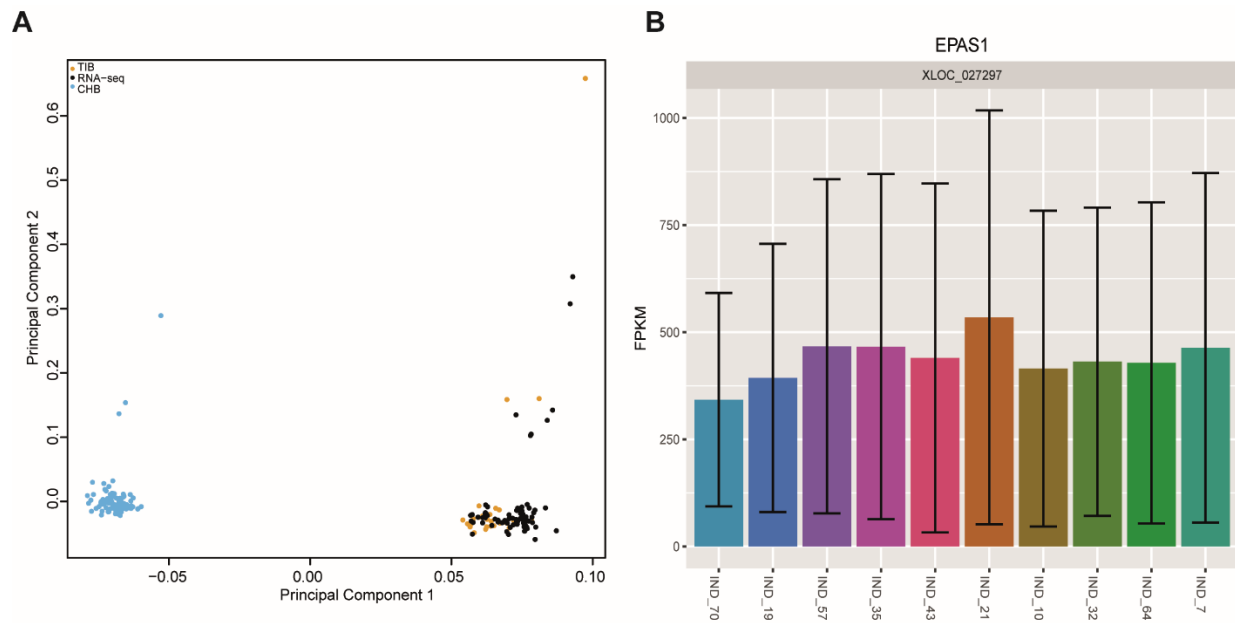 A
TIB
RNA-seq
CHB
Principal Component 2
0.6
0.5
0.4
0.3
0.2
0.1
0.0
−0.05
0.00
0.05
0.10
Principal Component 1
B
EPAS1
XLOC_027297
FPKM
1000
750
500
250
0
IND_70
IND_19
IND_57
IND_35
IND_43
IND_21
IND_10
IND_32
IND_64
IND_7